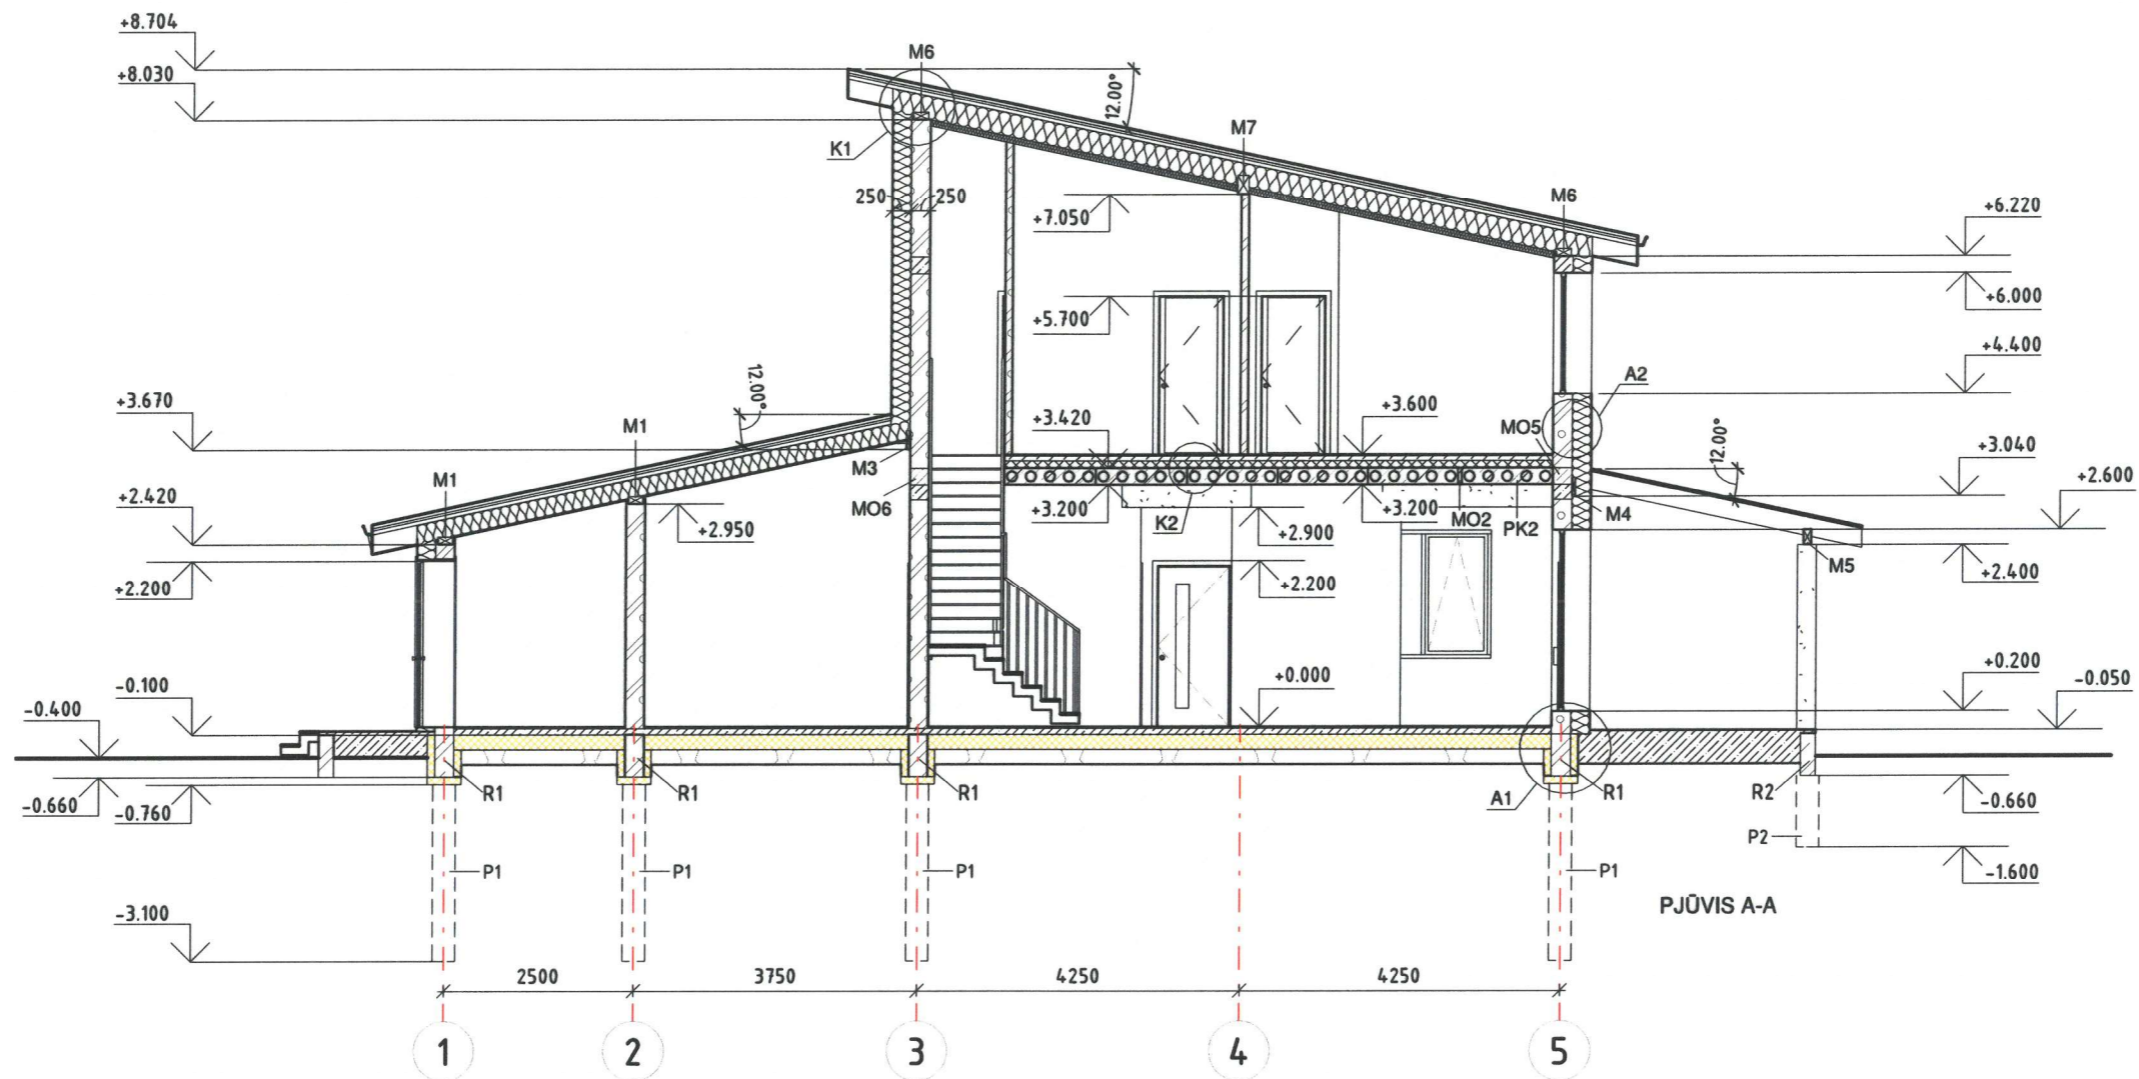 +8.704
M6
+8.030
12.00°
M7
K1
250 250
M6
+7.050
+6.220
+6.000
+5.700
12.00°
+4.400
A2
+3.670
+3.420
+3.600
M1
MO5
12.00°
M3
+3.040
M1
+2.600
+2.420
MO6
+3.200
K2
+3.200
MO2
PK2
M4
+2.950
+2.900
M5
+2.200
+2.200
+2.400
+0.000
+0.200
-0.050
-0.100
-0.400
R1
R1
R1
A1
R1
R2
-0.660
-0.760
-0.660
P2
P1
P1
P1
P1
-1.600
PJŪVIS A-A
-3.100
2500
3750
4250
4250
1
2
3
4
5